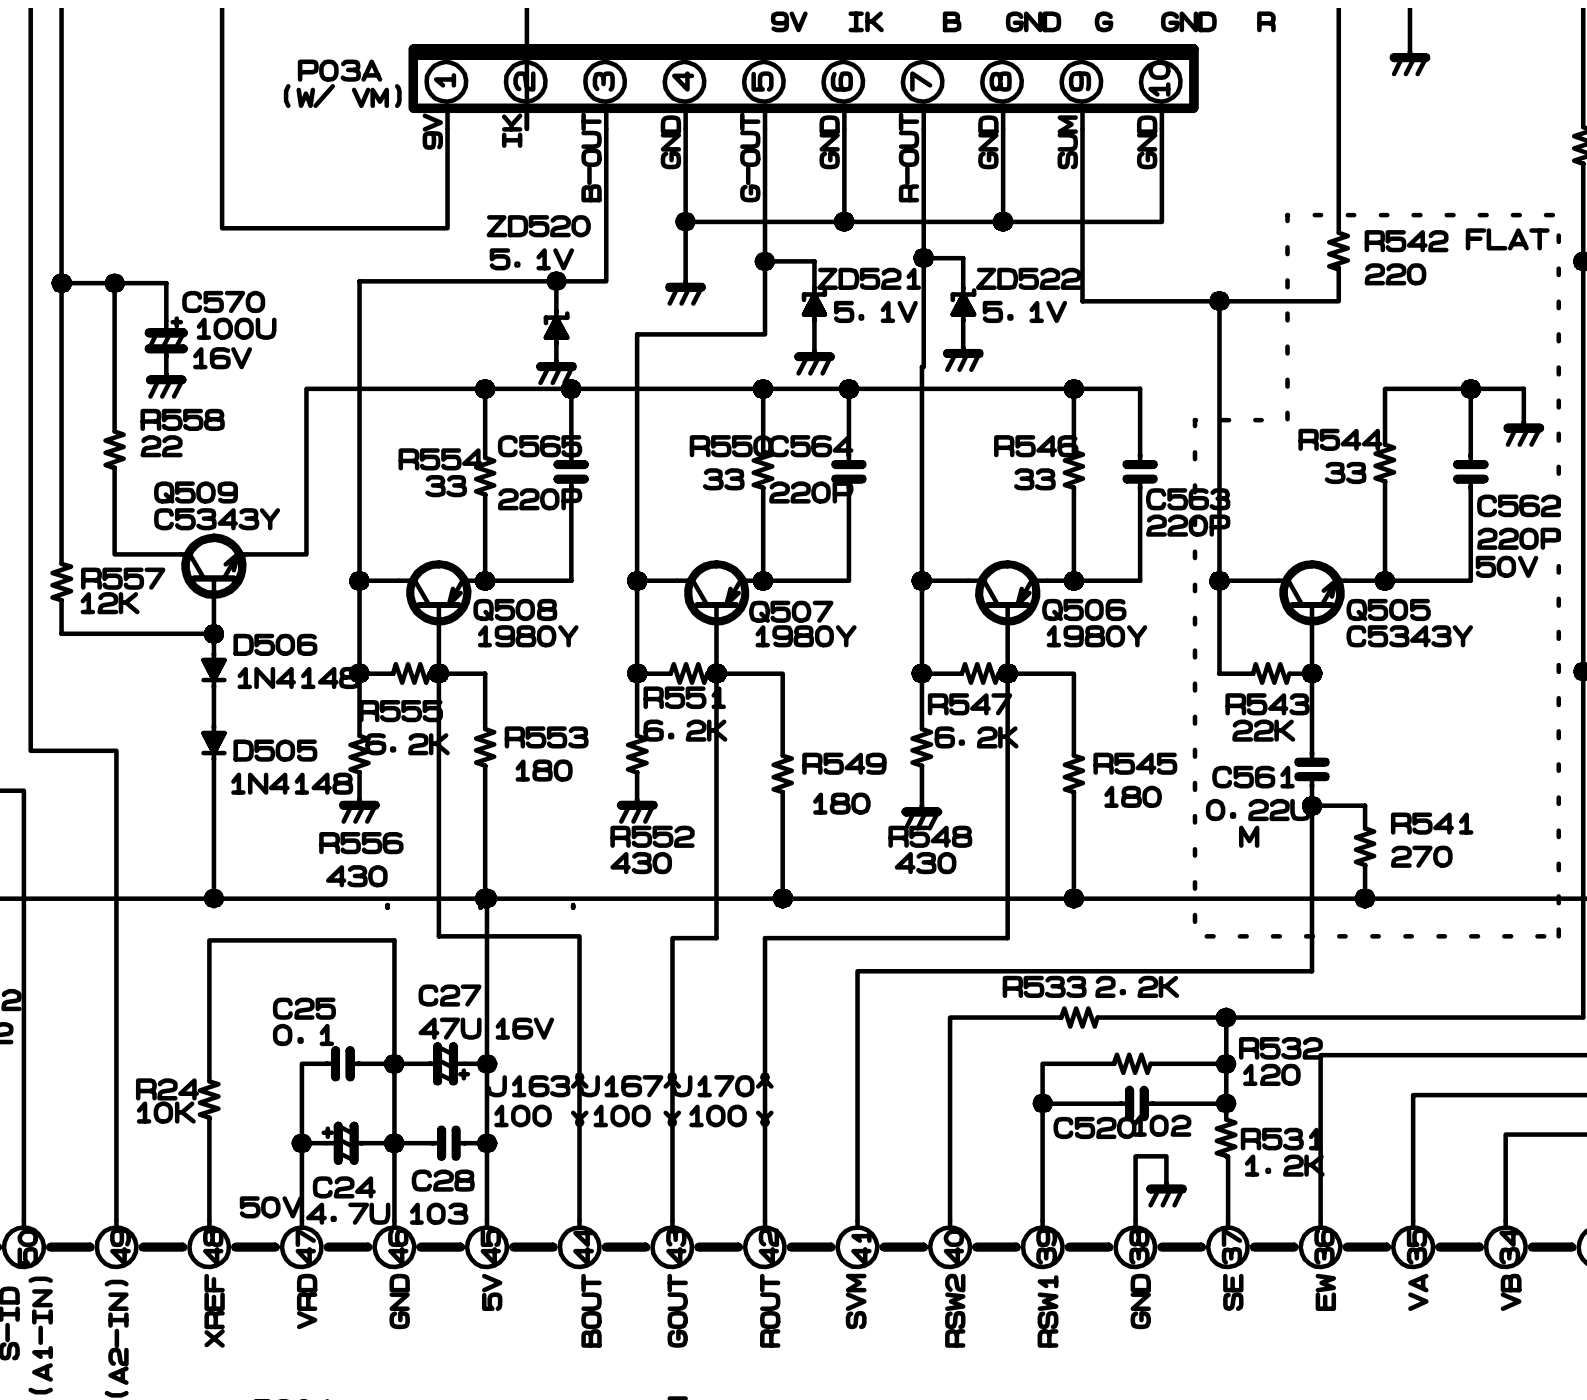 9V IK B GND G GND R
P03A
(W/ VM)
1 2 3 4 5 6 7 8 9 10
9V IK B-OUT GND G-OUT GND R-OUT GND SUM GND
ZD520
5. 1V
ZD521
5. 1V
ZD522
5. 1V
R542 FLAT
220
C570
+
100U
16V
R558
22
Q509
C5343Y
R554
33
C565
220P
R550
33
C564
220P
R546
33
C563
220P
R544
33
C562
220P
50V
R557
12K
Q508
1980Y
Q507
1980Y
Q506
1980Y
Q505
C5343Y
D506
1N4148
D505
1N4148
R555
6. 2K
R553
180
R551
6. 2K
R549
180
R547
6. 2K
R545
180
R543
22K
C561
0. 22U
M
R541
270
R556
430
R552
430
R548
430
R533 2. 2K
C25
0. 1
C27
47U 16V
+
R24
10K
J163
100
J167
100
J170
100
R532
120
C520 102
R531
1. 2K
+
C24
50V 4. 7U
C28
103
50 49 48 47 46 45 44 43 42 41 40 39 38 37 36 35 34
S-ID
(A1-IN)
(A2-IN)
XREF VRD GND 5V BOUT GOUT ROUT SVM RSW2 RSW1 GND SE EW VA VB